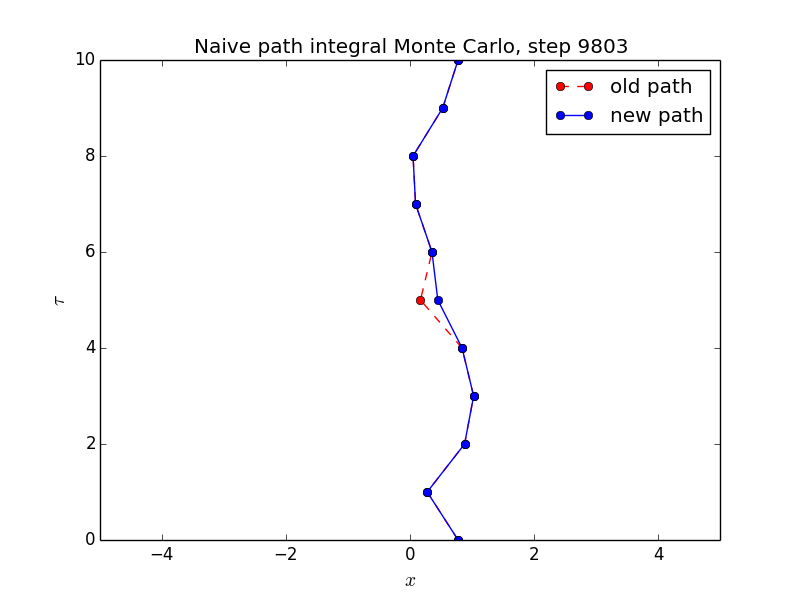 Naive path integral Monte Carlo, step 9803
old path
new path
10
8
6
4
2
0
τ
−4 −2 0 2 4
x